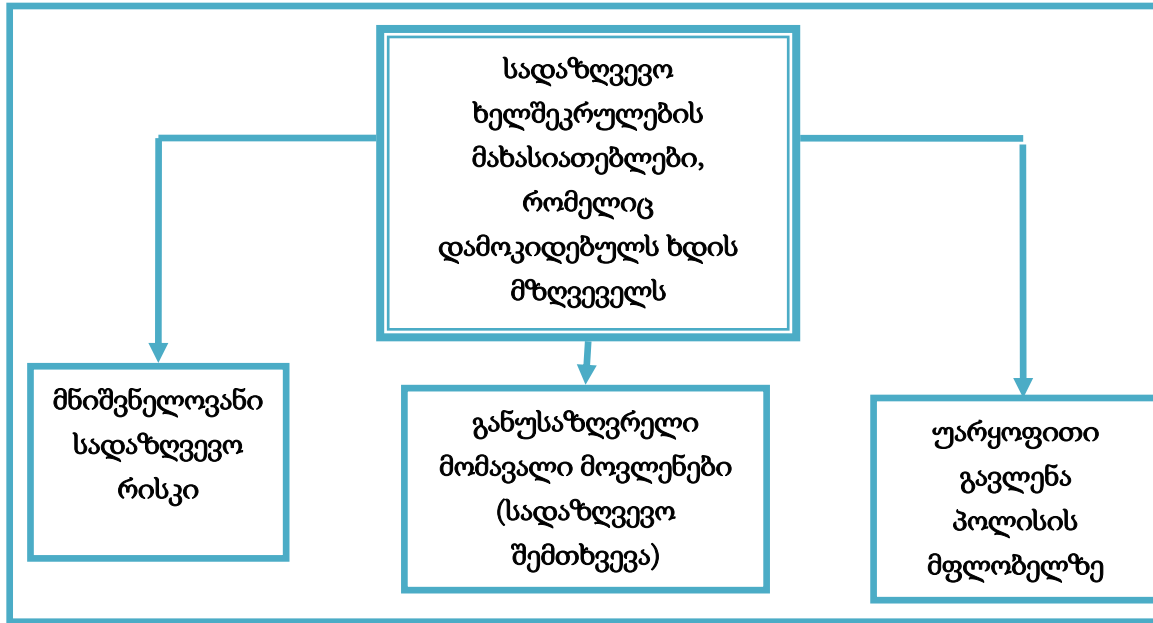 სადაზღვევო
ხელშეკრულების
მახასიათებლები,
რომელიც
დამოკიდებულს ხდის
მზღვეველს
მნიშვნელოვანი
სადაზღვევო
რისკი
განუსაზღვრელი
მომავალი მოვლენები
(სადაზღვევო
შემთხვევა)
უარყოფითი
გავლენა
პოლისის
მფლობელზე